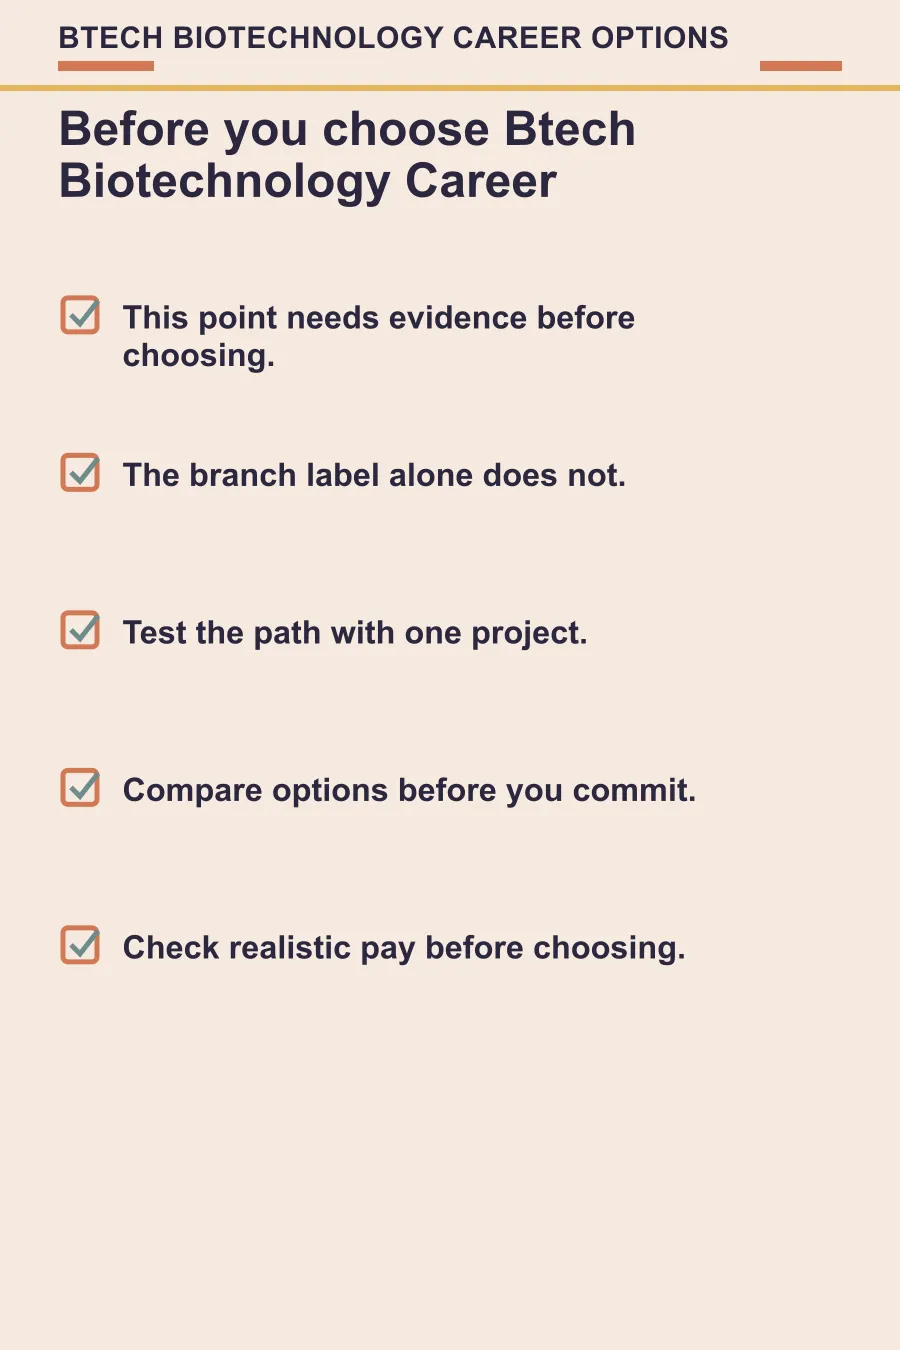 BTECH BIOTECHNOLOGY CAREER OPTIONS
Before you choose Btech
Biotechnology Career
This point needs evidence before
choosing.
The branch label alone does not.
Test the path with one project.
Compare options before you commit.
Check realistic pay before choosing.